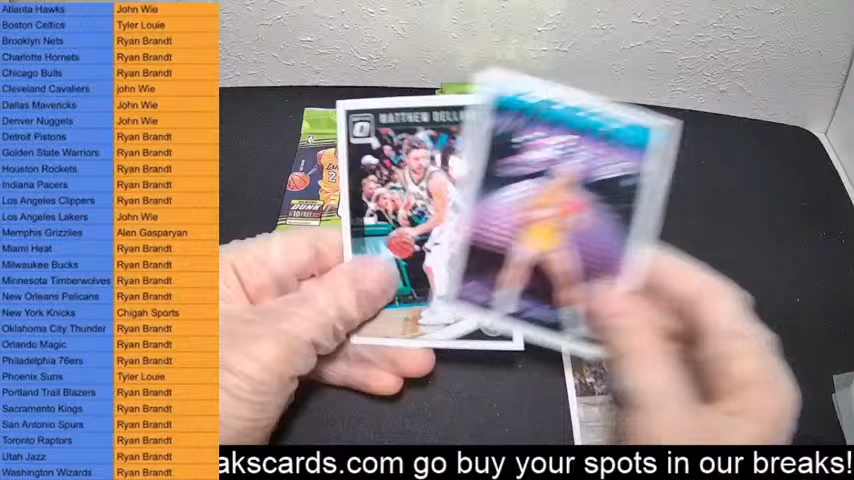 Atlanta Hawks John Wie
Boston Celtics Tyler Louie
Brooklyn Nets Ryan Brandt
Charlotte Hornets Ryan Brandt
Chicago Bulls Ryan Brandt
Cleveland Cavaliers john Wie
Dallas Mavericks John Wie
Denver Nuggets John Wie
Detroit Pistons Ryan Brandt
Golden State Warriors Ryan Brandt
Houston Rockets Ryan Brandt
Indiana Pacers Ryan Brandt
Los Angeles Clippers Ryan Brandt
Los Angeles Lakers John Wie
Memphis Grizzlies Alen Gasparyan
Miami Heat Ryan Brandt
Milwaukee Bucks Ryan Brandt
Minnesota Timberwolves Ryan Brandt
New Orleans Pelicans Ryan Brandt
New York Knicks Chigah Sports
Oklahoma City Thunder Ryan Brandt
Orlando Magic Ryan Brandt
Philadelphia 76ers Ryan Brandt
Phoenix Suns Tyler Louie
Portland Trail Blazers Ryan Brandt
Sacramento Kings Ryan Brandt
San Antonio Spurs Ryan Brandt
Toronto Raptors Ryan Brandt
Utah Jazz Ryan Brandt
Washington Wizards Ryan Brandt
MATTHEW DELLA
akscards.com go buy your spots in our breaks!